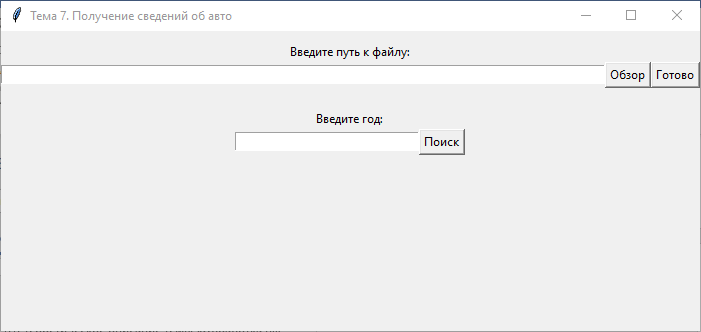 Тема 7. Получение сведений об авто
Введите путь к файлу:
Обзор Готово
Введите год:
Поиск